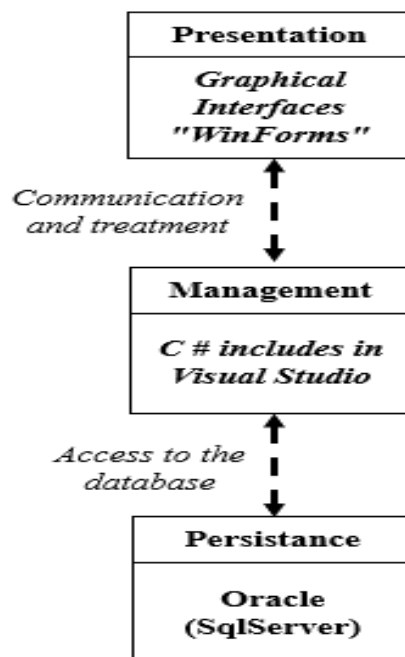 Presentation
Graphical
Interfaces
"WinForms"
Communication
and treatment
Management
C # includes in
Visual Studio
Access to the
database
Persistance
Oracle
(SqlServer)